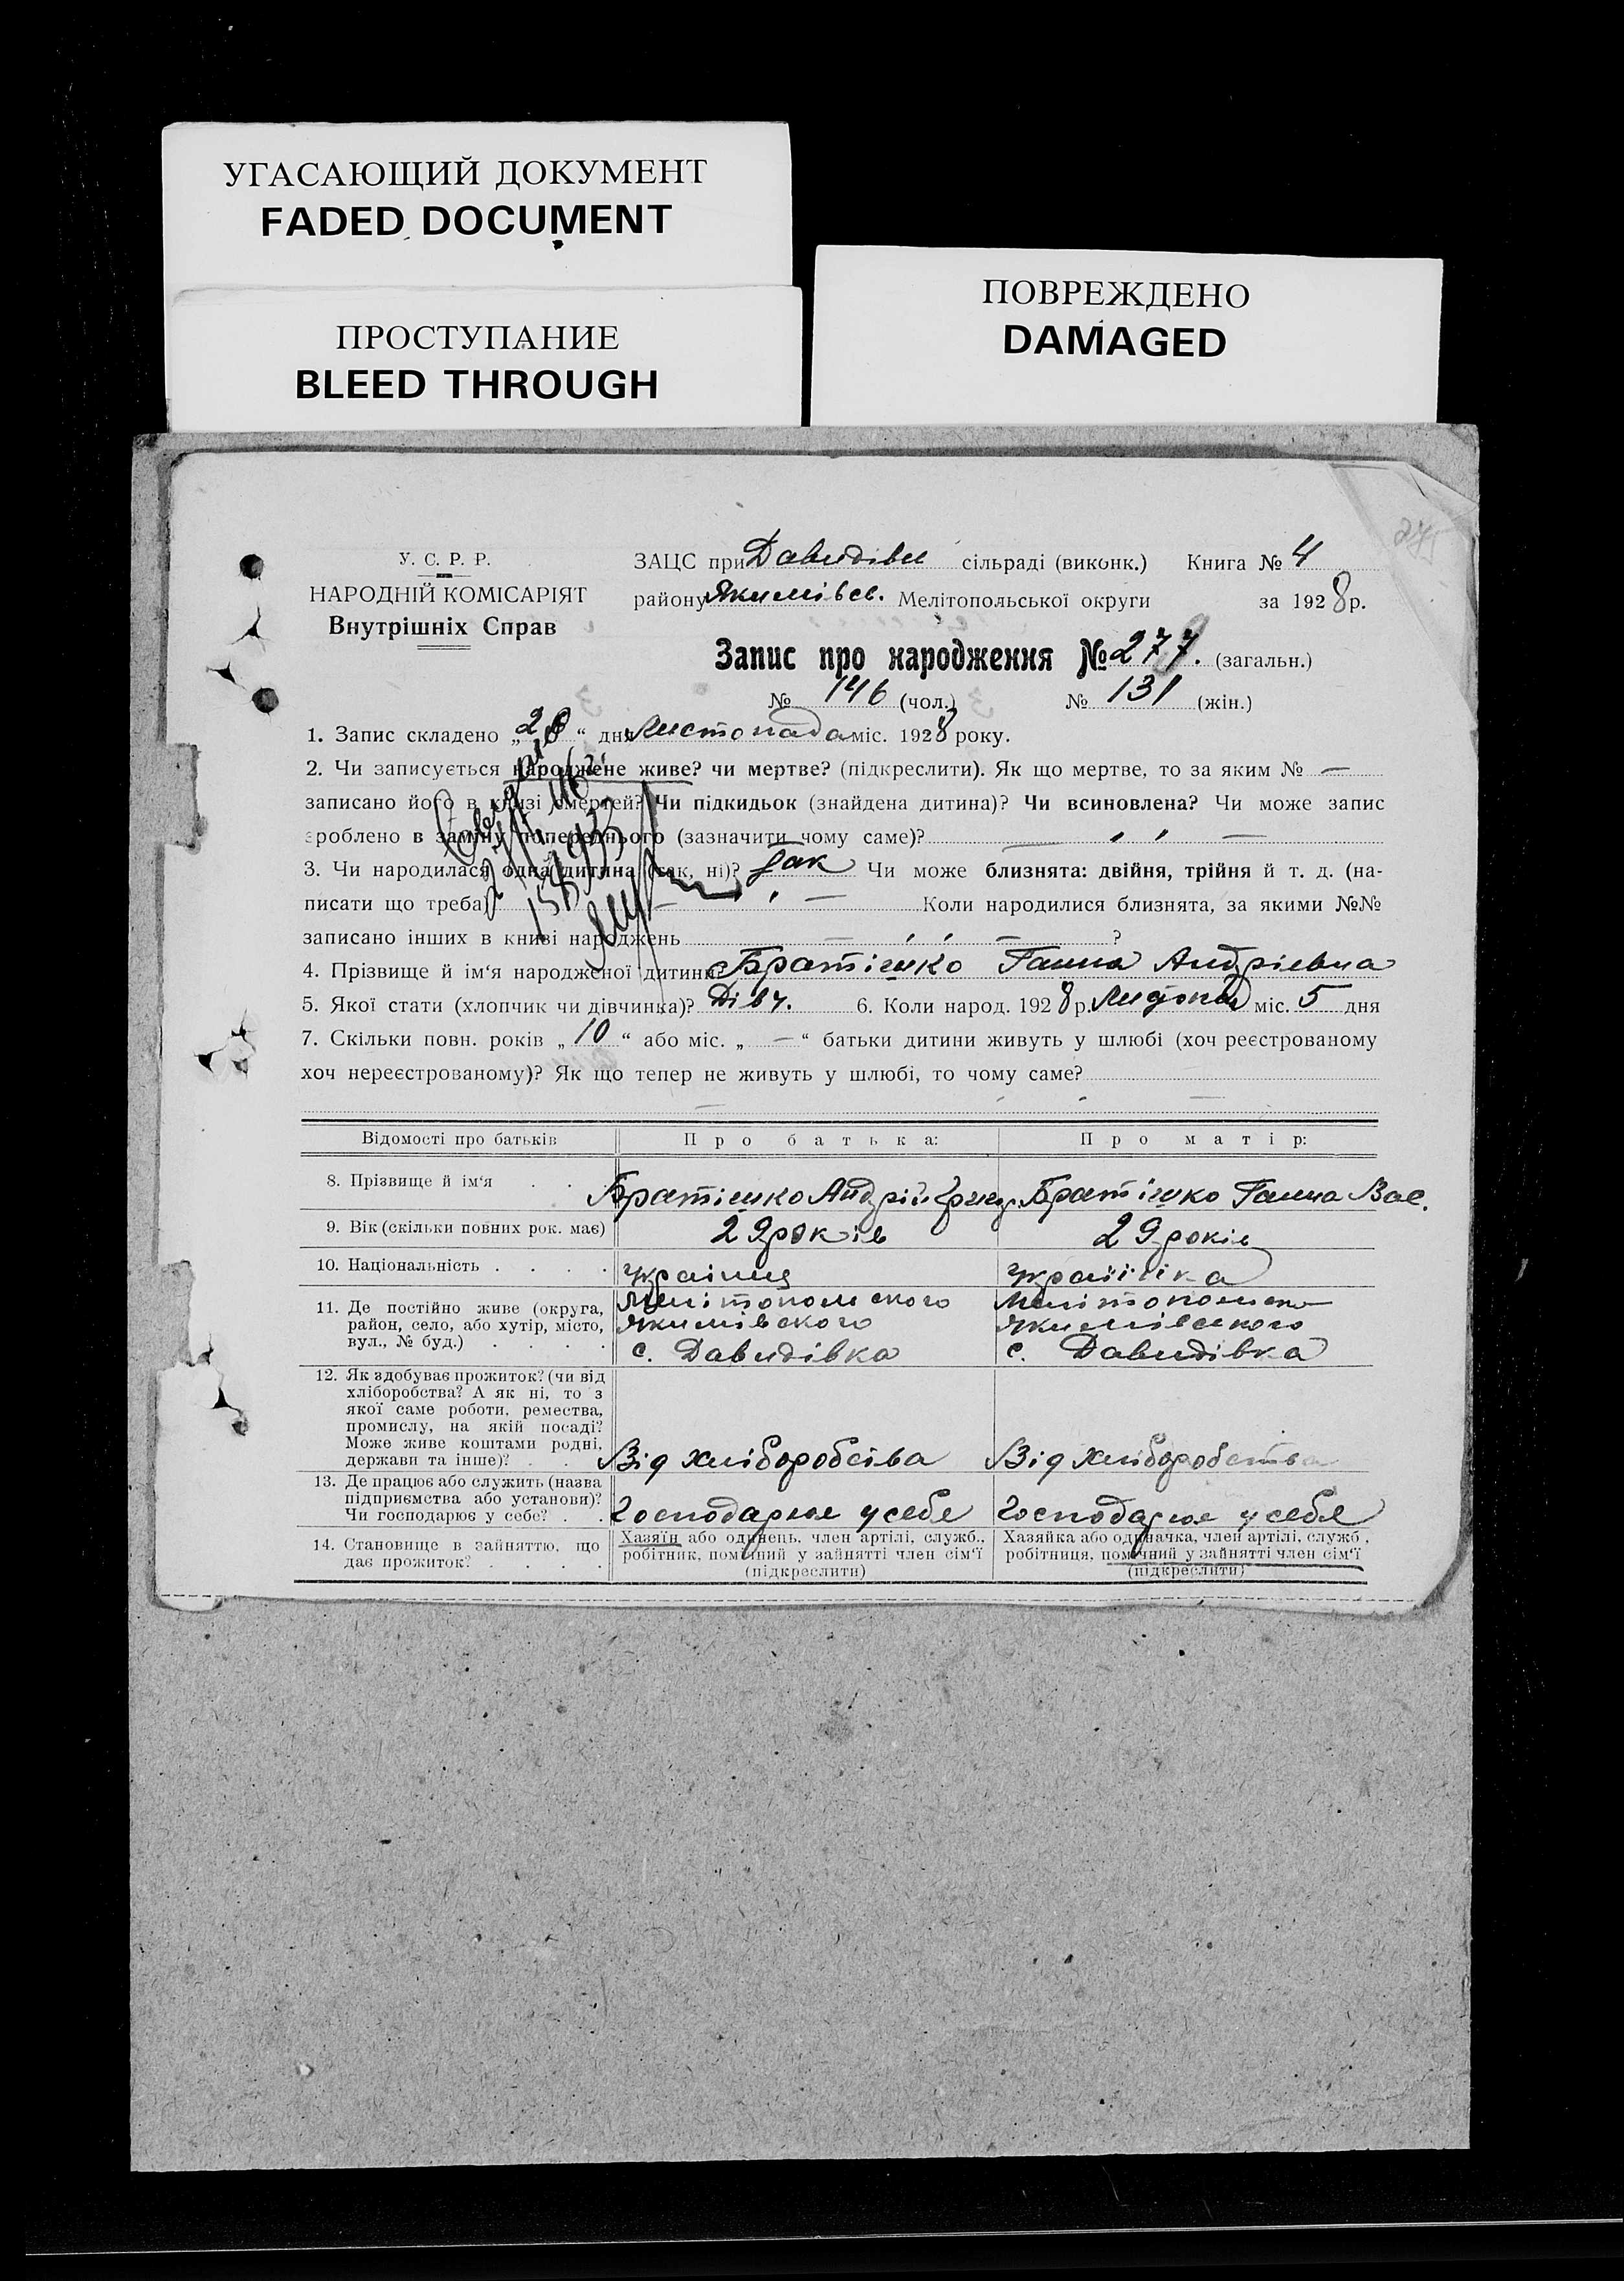 УГАСАЮЩИЙ ДОКУМЕНТ
FADED DOCUMENT
ПРОСТУПАНИЕ
BLEED THROUGH
ПОВРЕЖДЕНО
DAMAGED
У. С. Р. Р.
НАРОДНІЙ КОМІСАРІЯТ
Внутрішніх Справ
ЗАЦС при Давидівк сільраді (виконк.) Книга № 4
району Якимівсв. Мелітопольської округи за 1928 р.
Запис про народження № 277. (загальн.)
№ 146 (чол.) № 131 (жін.)
1. Запис складено „ “ дня Листопада міс. 1928 року.
2. Чи записується народжене живе? чи мертве? (підкреслити). Як що мертве, то за яким № —
записано його в книзі смертей? Чи підкидьок (знайдена дитина)? Чи всиновлена? Чи може запис
зроблено в заміну попереднього (зазначити чому саме)?
3. Чи народилася одна дитина (так, ні)? Так Чи може близнята: двійня, трійня й т. д. (на-
писати що треба) Коли народилися близнята, за якими №№
записано інших в книзі народжень ?
4. Прізвище й ім‘я народженої дитини? Братішко Ганна Андріевна
5. Якої стати (хлопчик чи дівчинка)? Дівч. 6. Коли народ. 1928 р. міс. 5 дня
7. Скільки повн. років „ 10 “ або міс. „ — “ батьки дитини живуть у шлюбі (хоч реєстрованому
хоч нереєстрованому)? Як що тепер не живуть у шлюбі, то чому саме?
Відомості про батьків Про батька: Про матір:
8. Прізвище й ім‘я Братішко Андрій Братішко Ганна Вас.
9. Вік (скільки повних рок. має) 29 років 29 років
10. Національність українць українка
11. Де постійно живе (округа, Мелітопольского
район, село, або хутір, місто, Якимівского Якимівского
вул., № буд.) с. Давидівка с. Давидівка
12. Як здобуває прожиток? (чи від
хліборобства? А як ні, то з
якої саме роботи, ремества,
промислу, на якій посаді?
Може живе коштами родні,
держави та інше)? Від хліборобства Від хліборобства
13. Де працює або служить (назва
підприємства або установи)?
Чи господарює у себе? Господарює у себе Господарює у себя
14. Становище в зайняттю, що
дає прожиток?
Хазяїн або одинець, член артілі, служб.,
робітник, помічний у зайнятті член сім‘ї
(підкреслити)
Хазяйка або одиначка, член артілі, служб.,
робітниця, помічний у зайнятті член сім‘ї
(підкреслити)